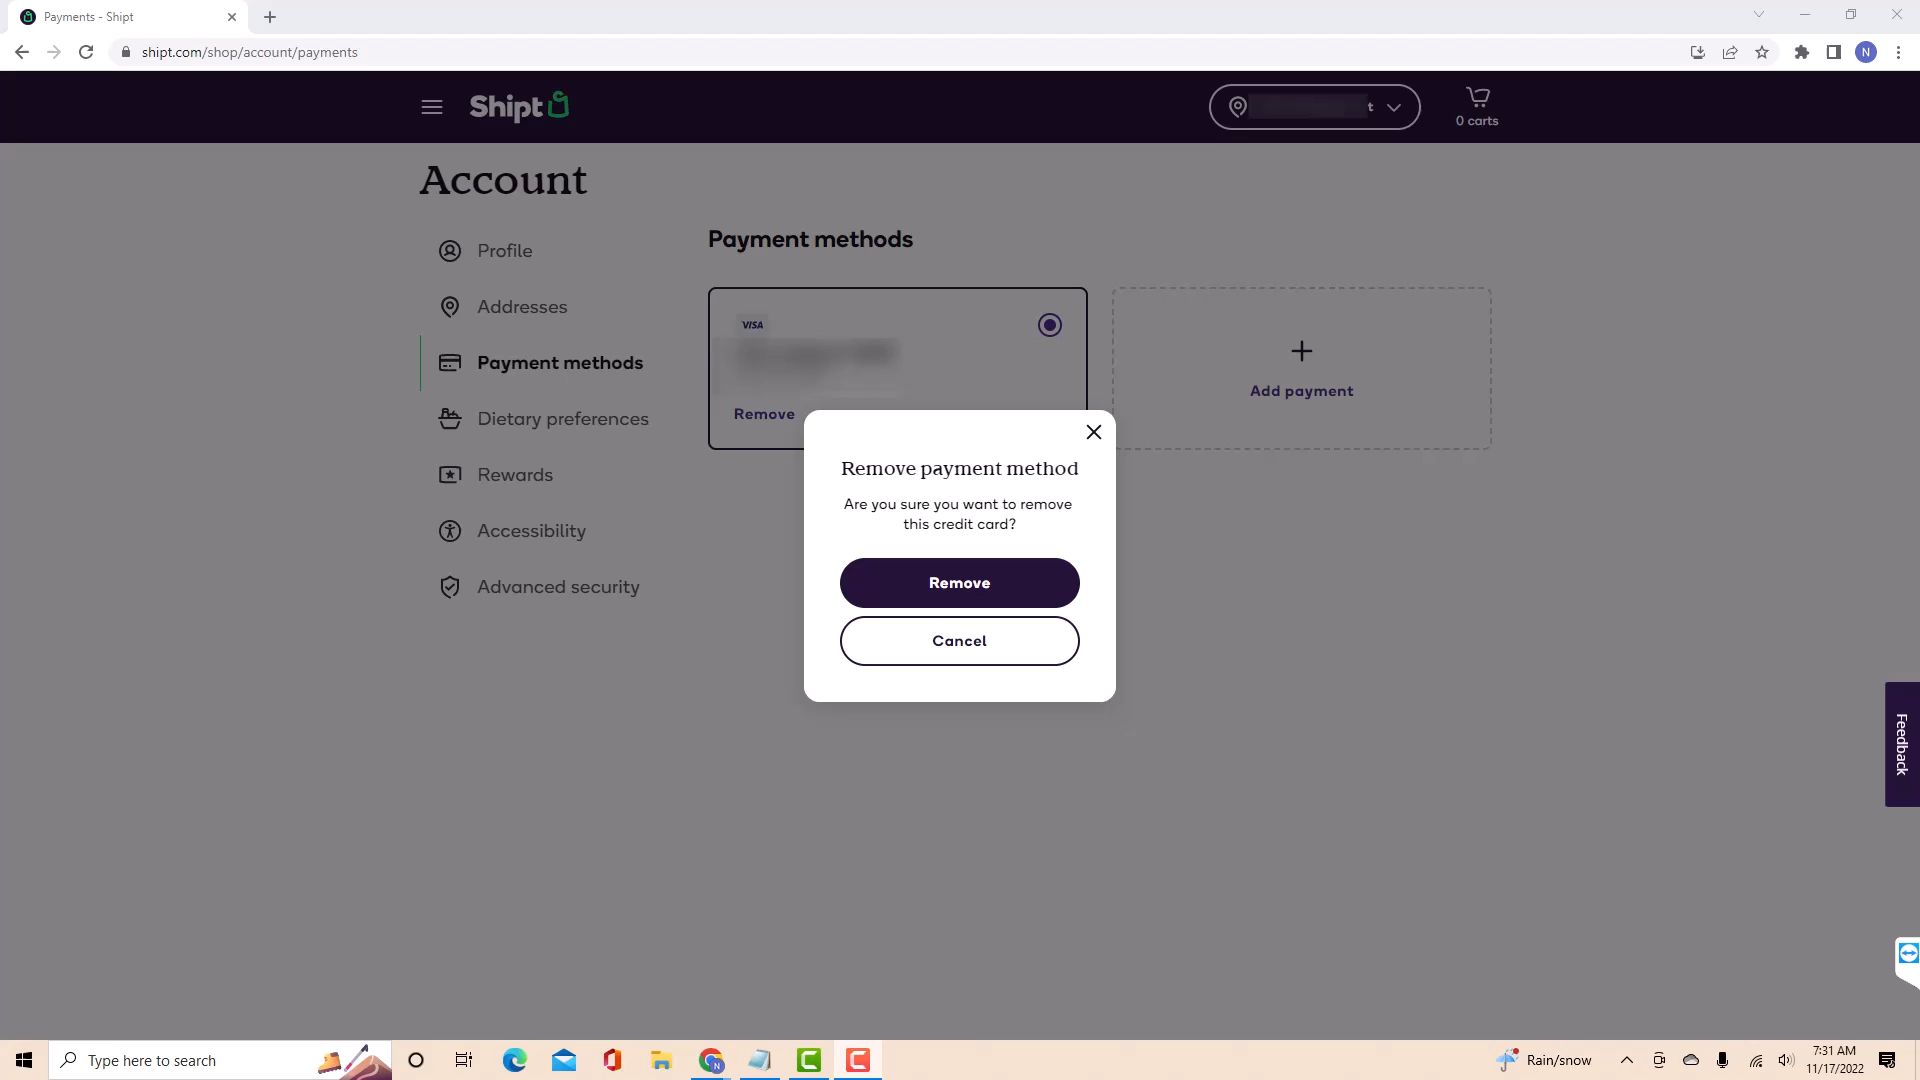 Payments - Shipt
shipt.com/shop/account/payments
N
Shipt
t
0 carts
Account
Profile
Addresses
Payment methods
Dietary preferences
Rewards
Accessibility
Advanced security
Payment methods
VISA
Remove
Add payment
Remove payment method
Are you sure you want to remove
this credit card?
Remove
Cancel
Feedback
Type here to search
N
Rain/snow
7:31 AM
11/17/2022